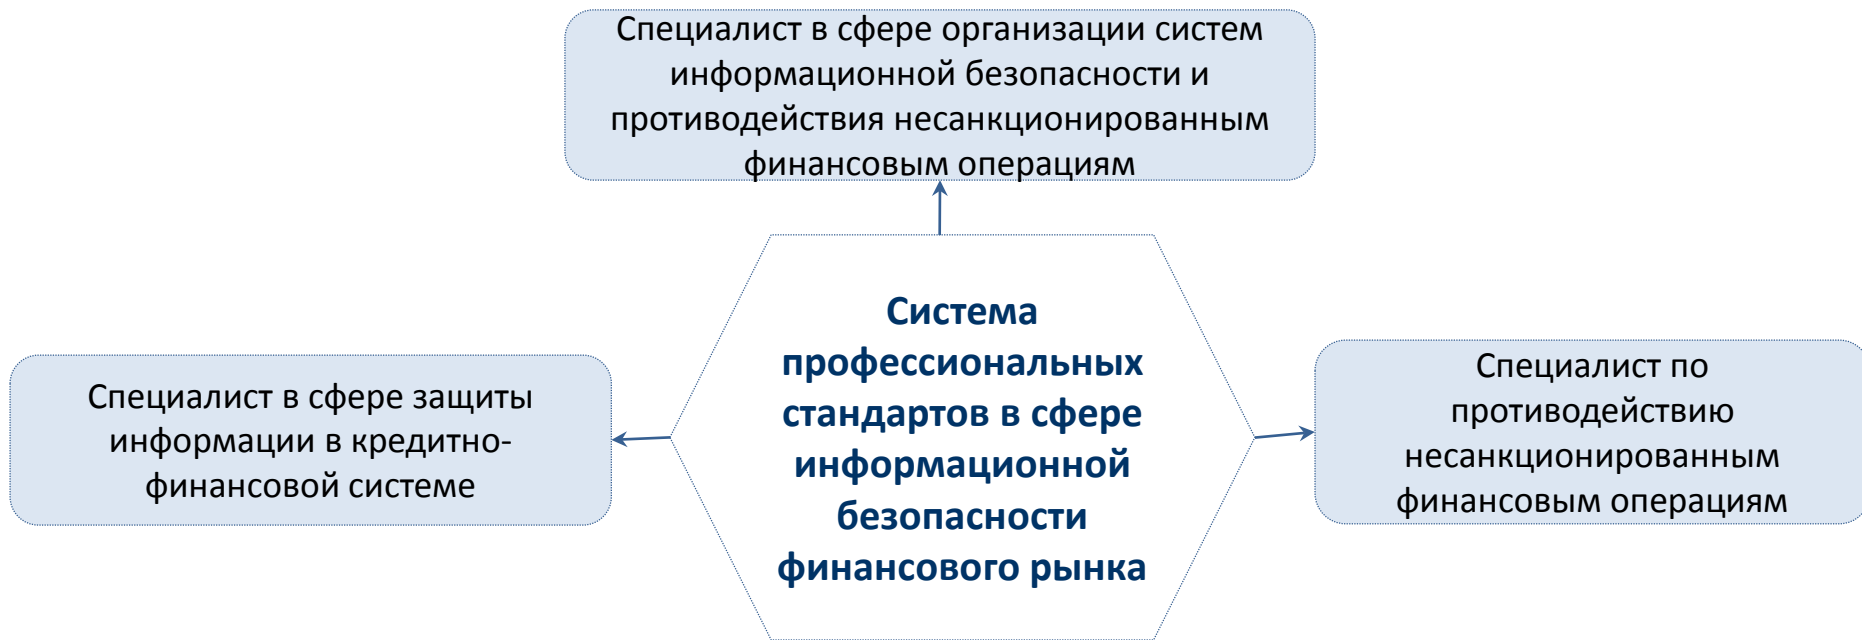 Специалист в сфере организации систем
информационной безопасности и
противодействия несанкционированным
финансовым операциям
Система
профессиональных
стандартов в сфере
информационной
безопасности
финансового рынка
Специалист в сфере защиты
информации в кредитно-
финансовой системе
Специалист по
противодействию
несанкционированным
финансовым операциям